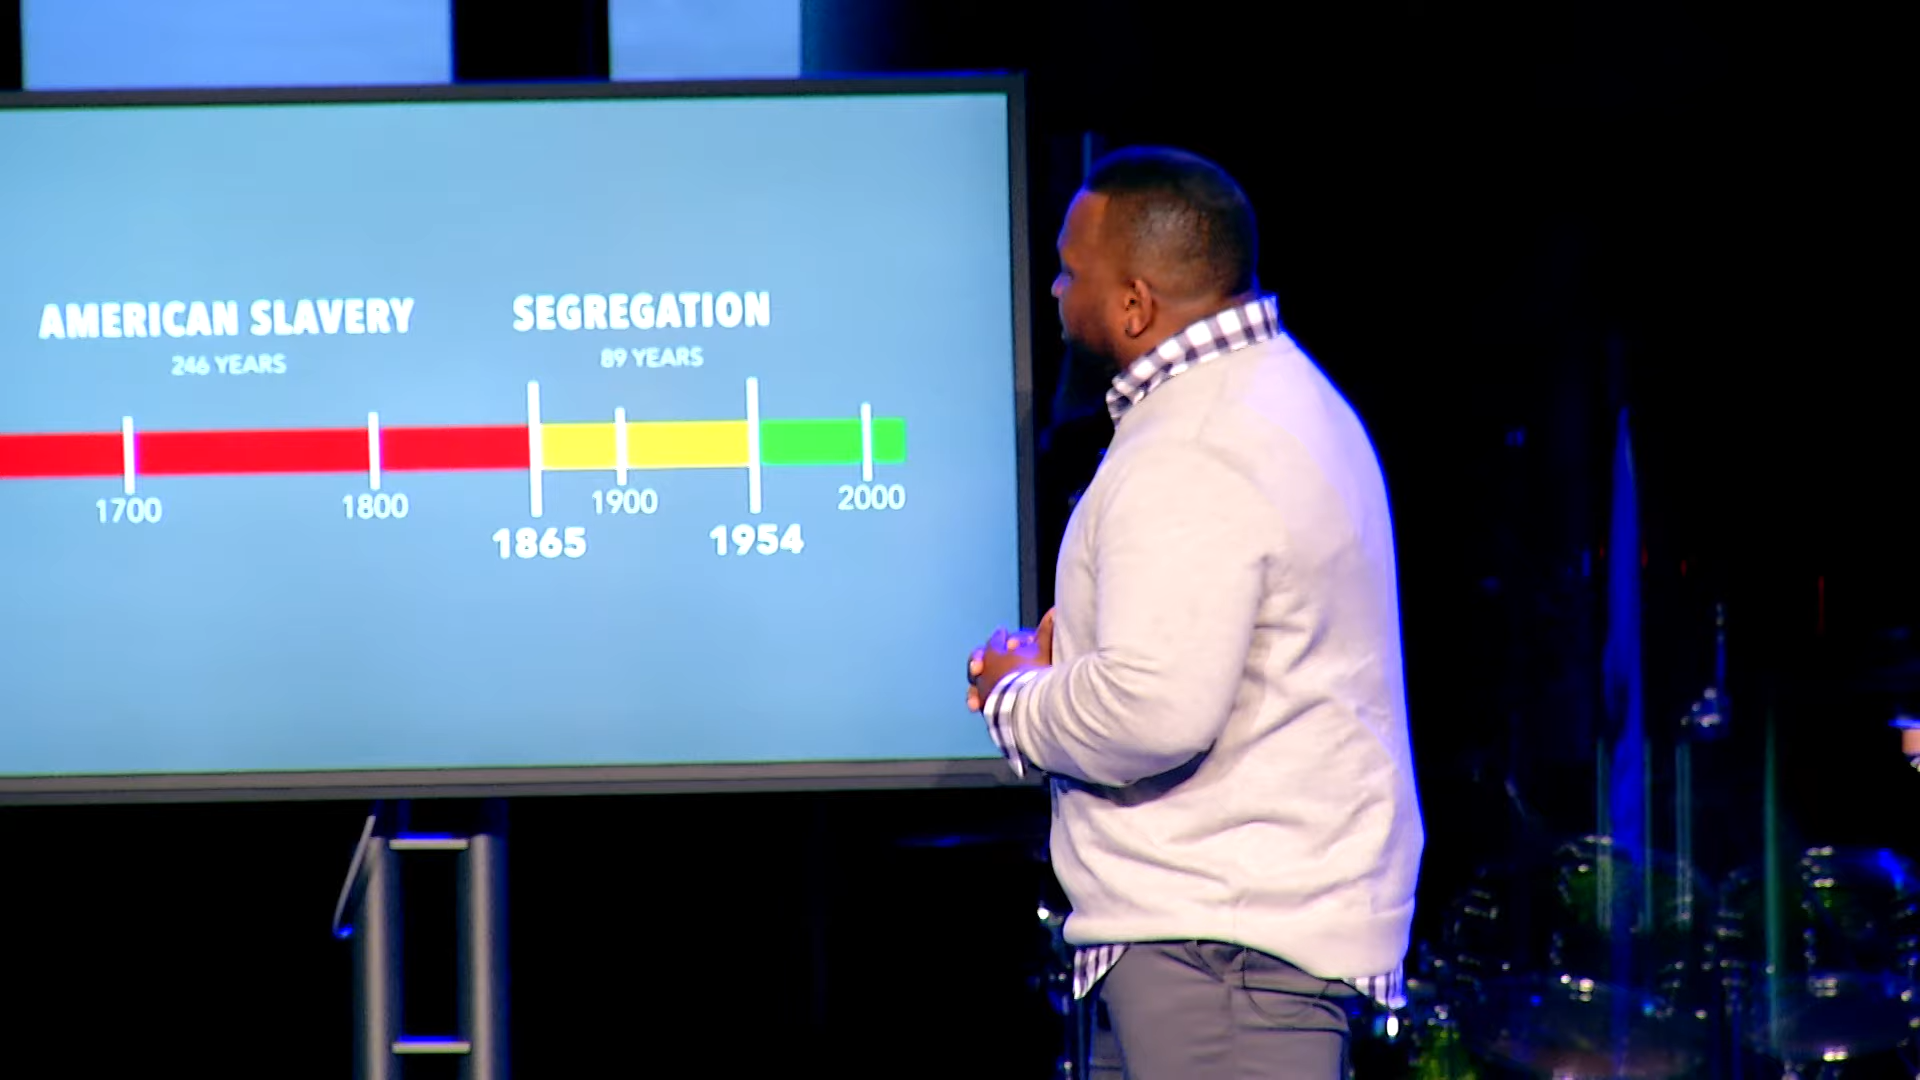 AMERICAN SLAVERY
246 YEARS
SEGREGATION
89 YEARS
1700
1800
1865
1900
1954
2000